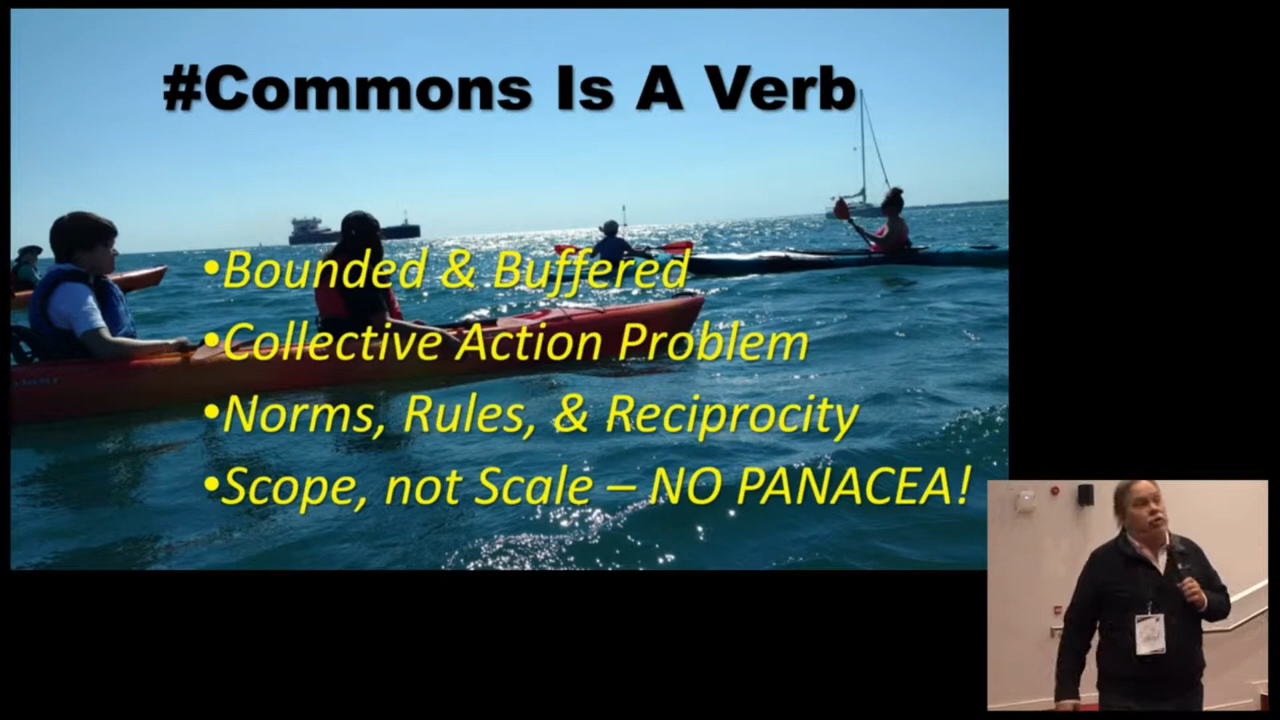 #Commons Is A Verb
•Bounded & Buffered
•Collective Action Problem
•Norms, Rules, & Reciprocity
•Scope, not Scale – NO PANACEA!